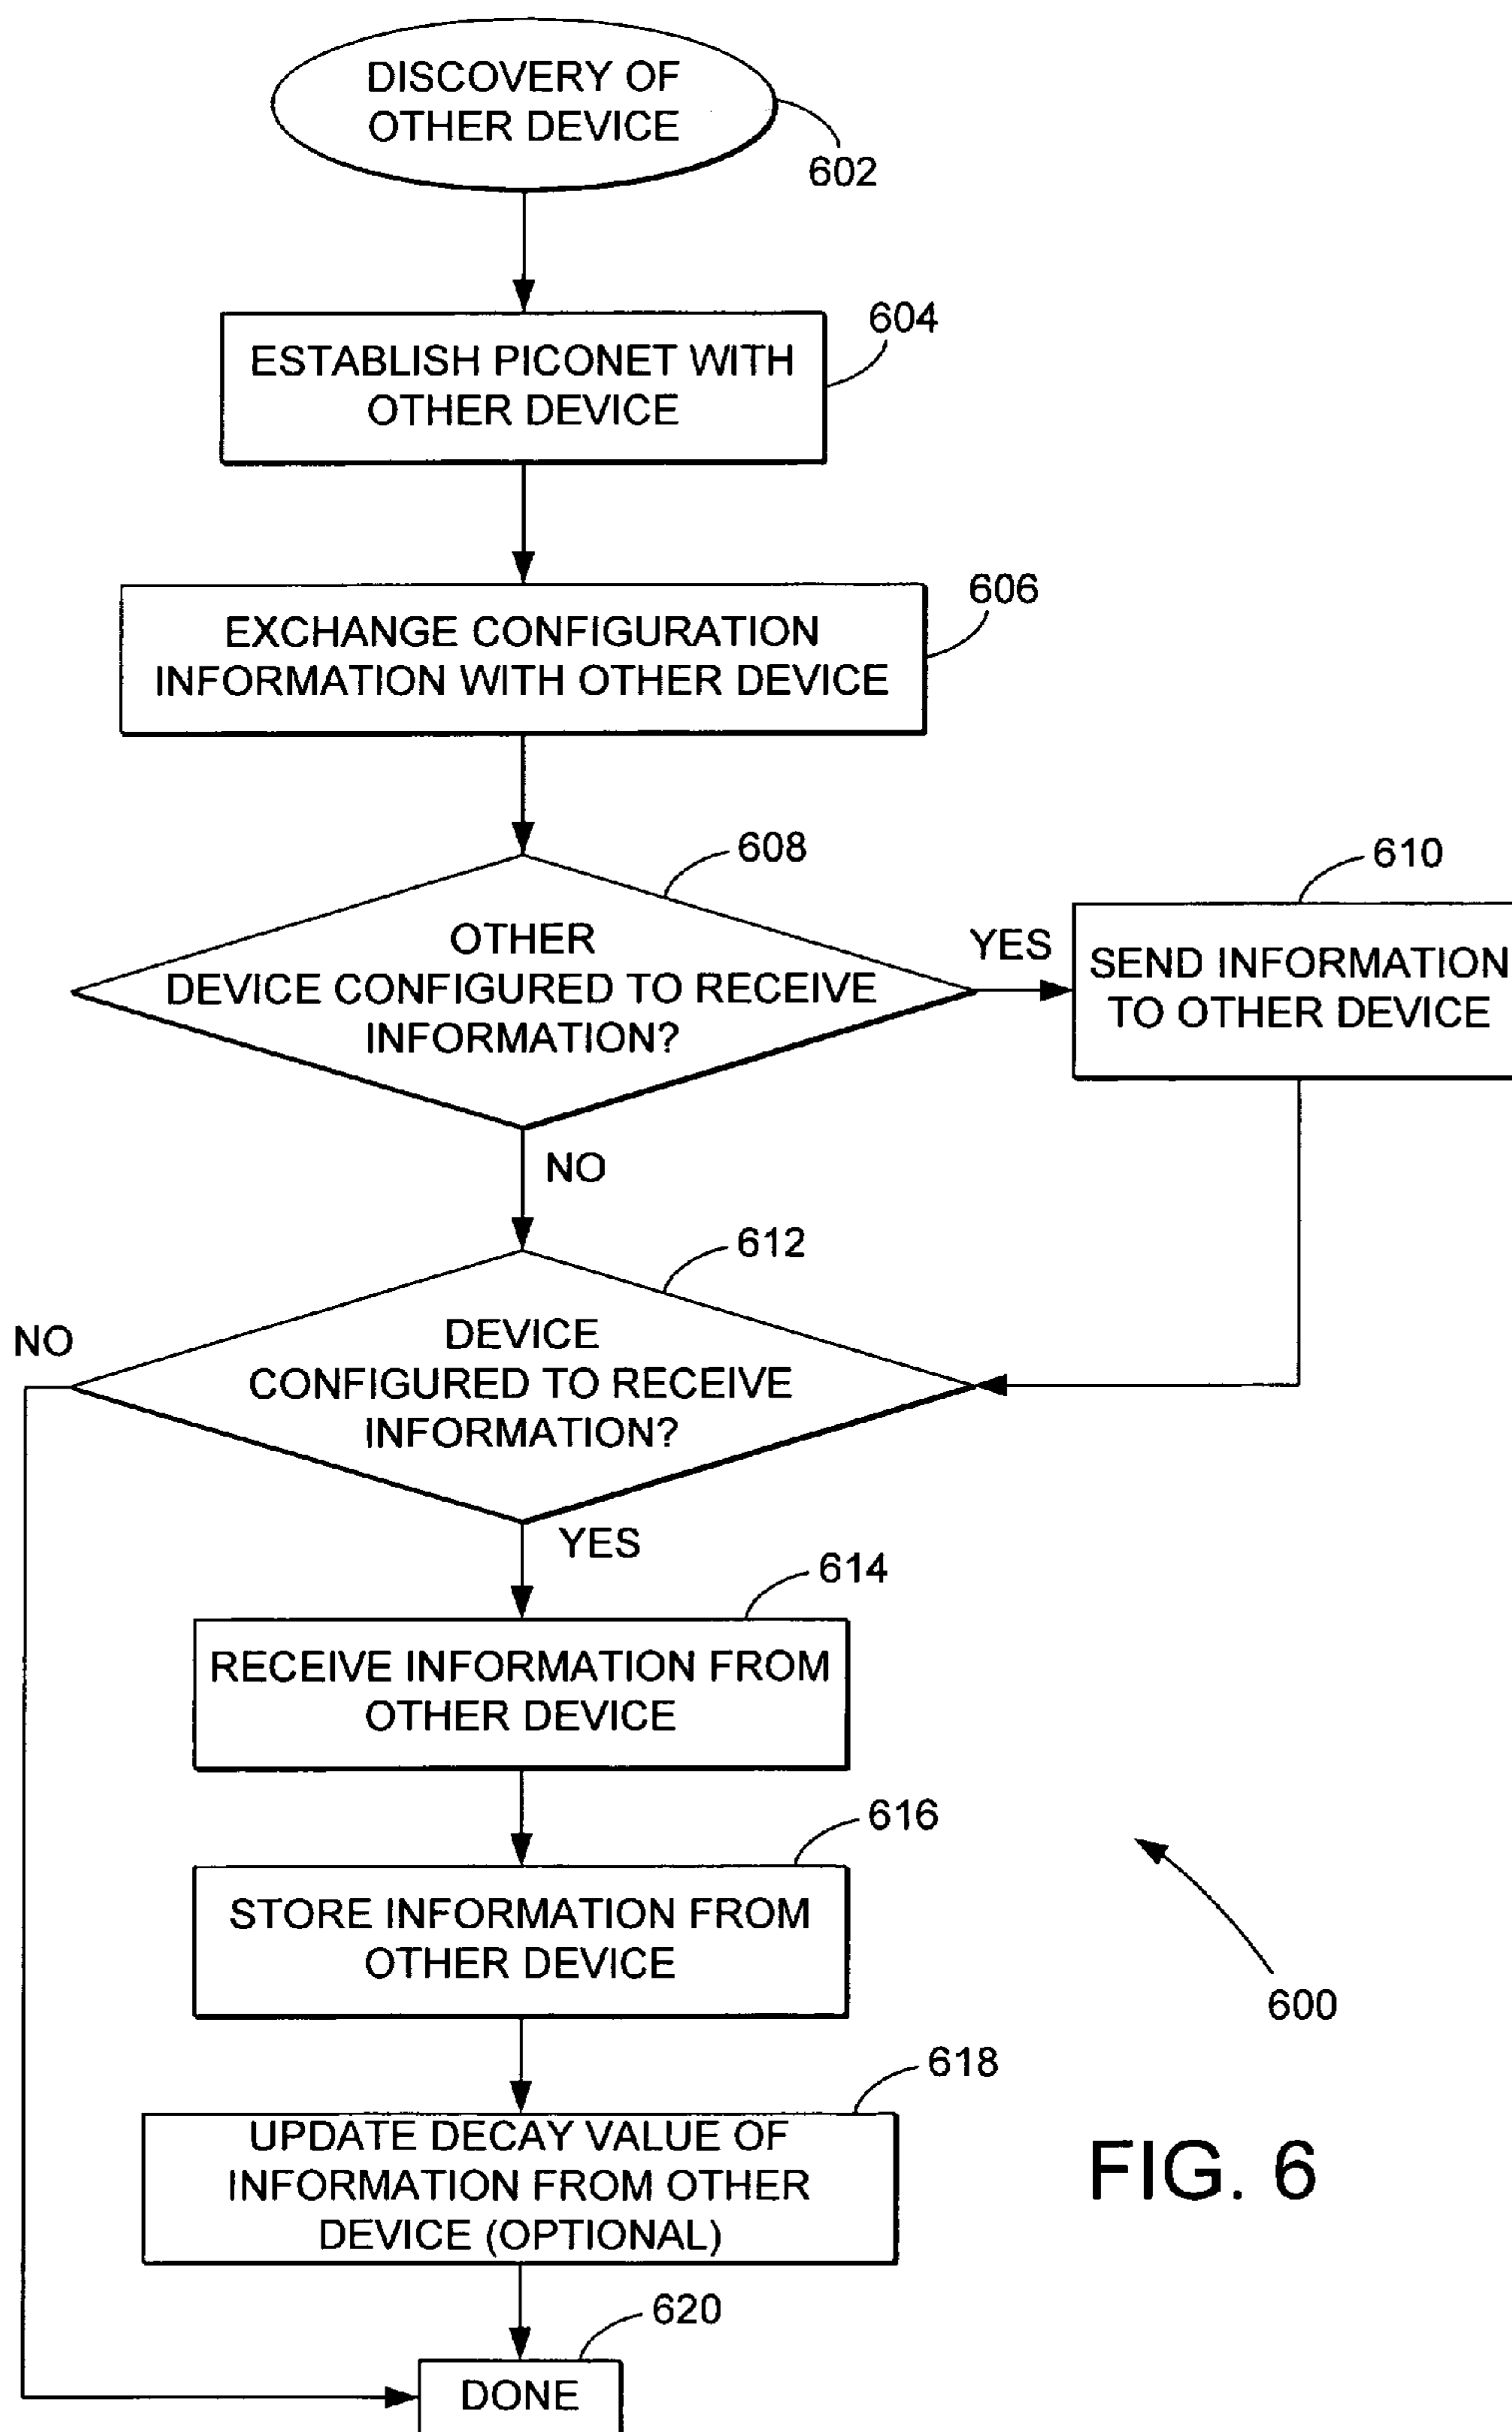 DISCOVERY OF
OTHER DEVICE
602
604
ESTABLISH PICONET WITH
OTHER DEVICE
606
EXCHANGE CONFIGURATION
INFORMATION WITH OTHER DEVICE
608
610
OTHER
DEVICE CONFIGURED TO RECEIVE
INFORMATION?
YES
SEND INFORMATION
TO OTHER DEVICE
NO
612
NO
DEVICE
CONFIGURED TO RECEIVE
INFORMATION?
YES
614
RECEIVE INFORMATION FROM
OTHER DEVICE
616
STORE INFORMATION FROM
OTHER DEVICE
600
618
UPDATE DECAY VALUE OF
INFORMATION FROM OTHER
DEVICE (OPTIONAL)
FIG. 6
620
DONE